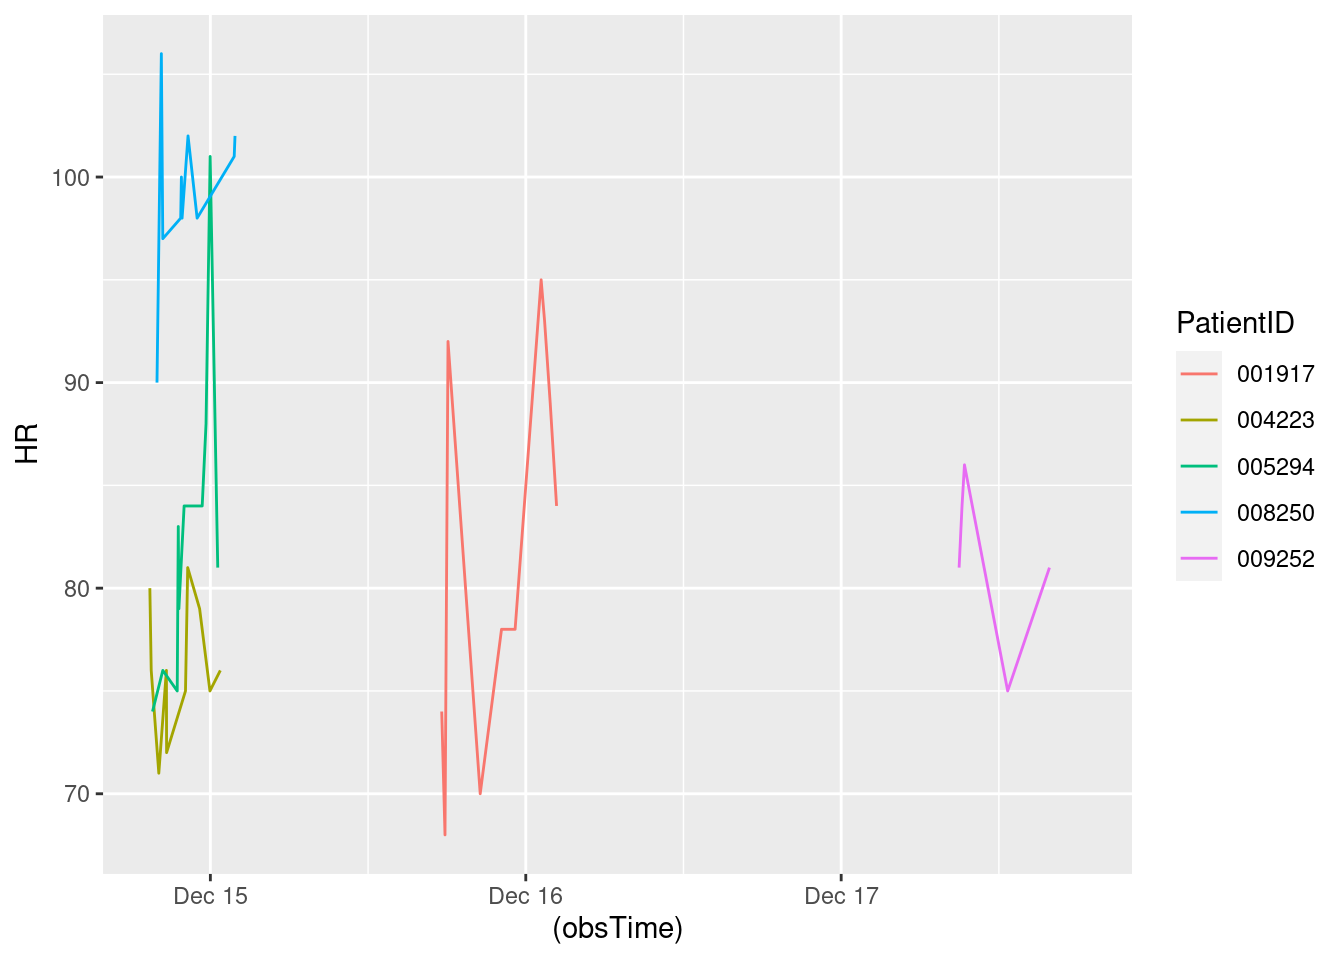 100
90
80
70
HR
Dec 15
Dec 16
Dec 17
(obsTime)
PatientID
001917
004223
005294
008250
009252